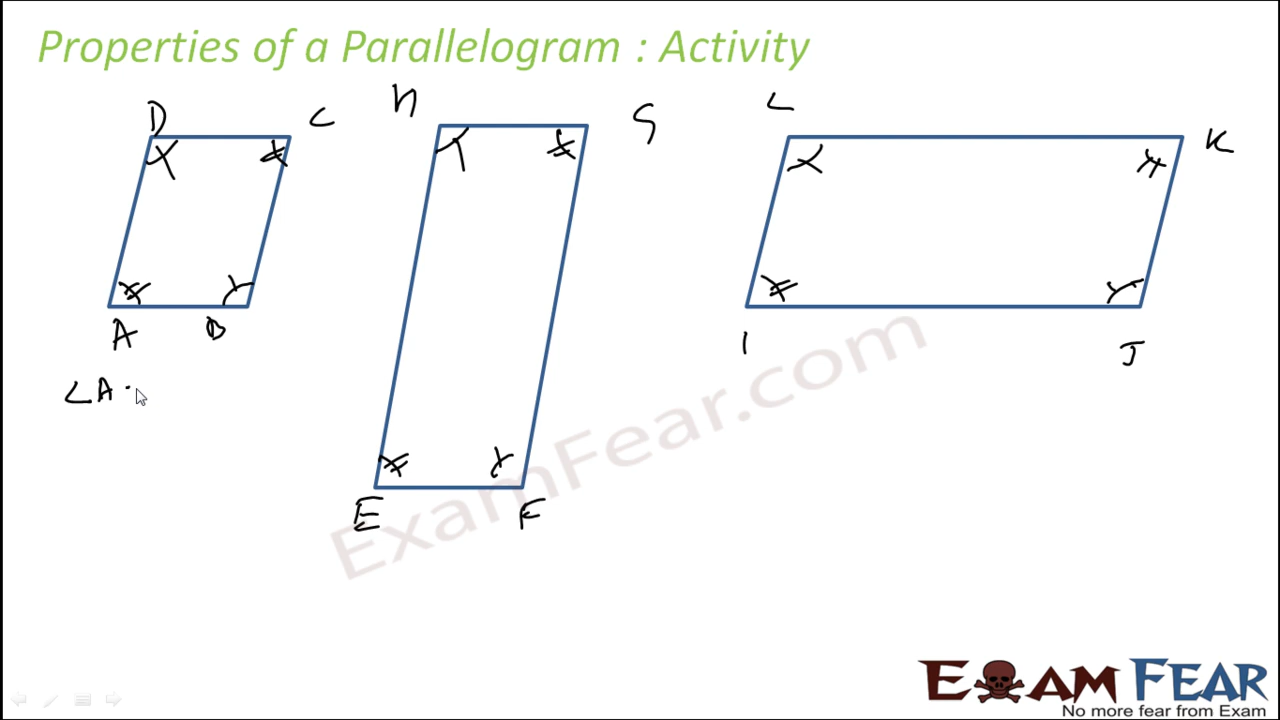 Properties of a Parallelogram : Activity
D C H G L K
A B I J
∠A
E F
ExamFear.com
EXAM FEAR
No more fear from Exam